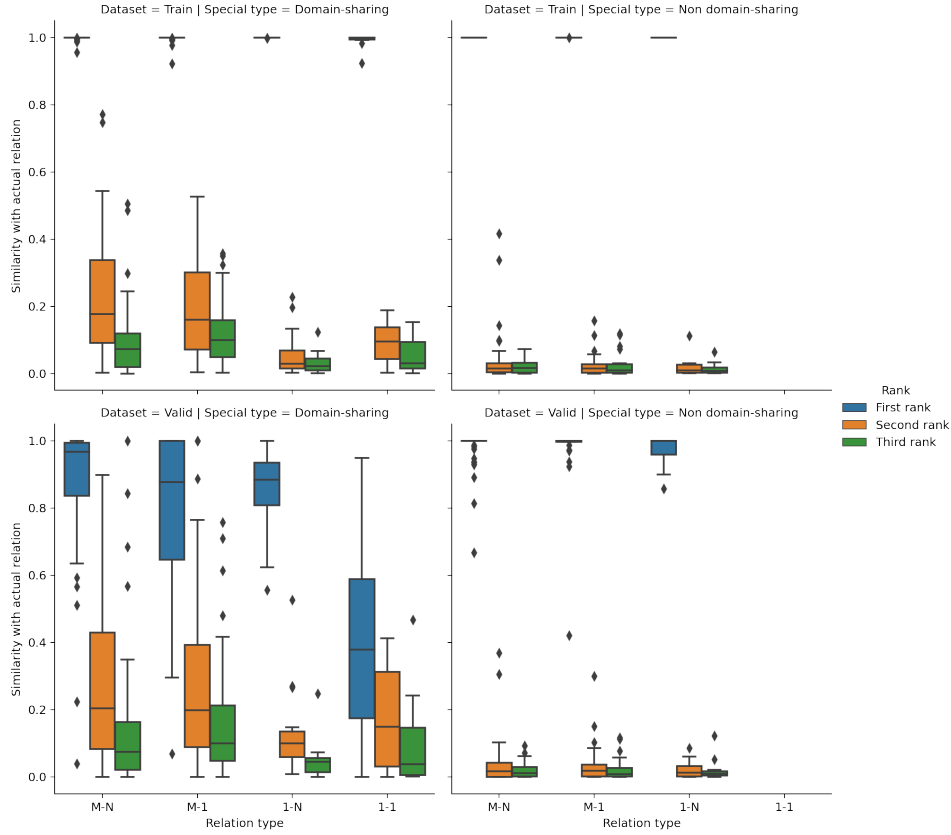 Dataset = Train | Special type = Domain-sharing
Dataset = Train | Special type = Non domain-sharing
1.0
0.8
0.6
0.4
0.2
0.0
Similarity with actual relation
Dataset = Valid | Special type = Domain-sharing
Dataset = Valid | Special type = Non domain-sharing
1.0
0.8
0.6
0.4
0.2
0.0
Similarity with actual relation
M-N
M-1
1-N
1-1
Relation type
M-N
M-1
1-N
1-1
Relation type
Rank
First rank
Second rank
Third rank